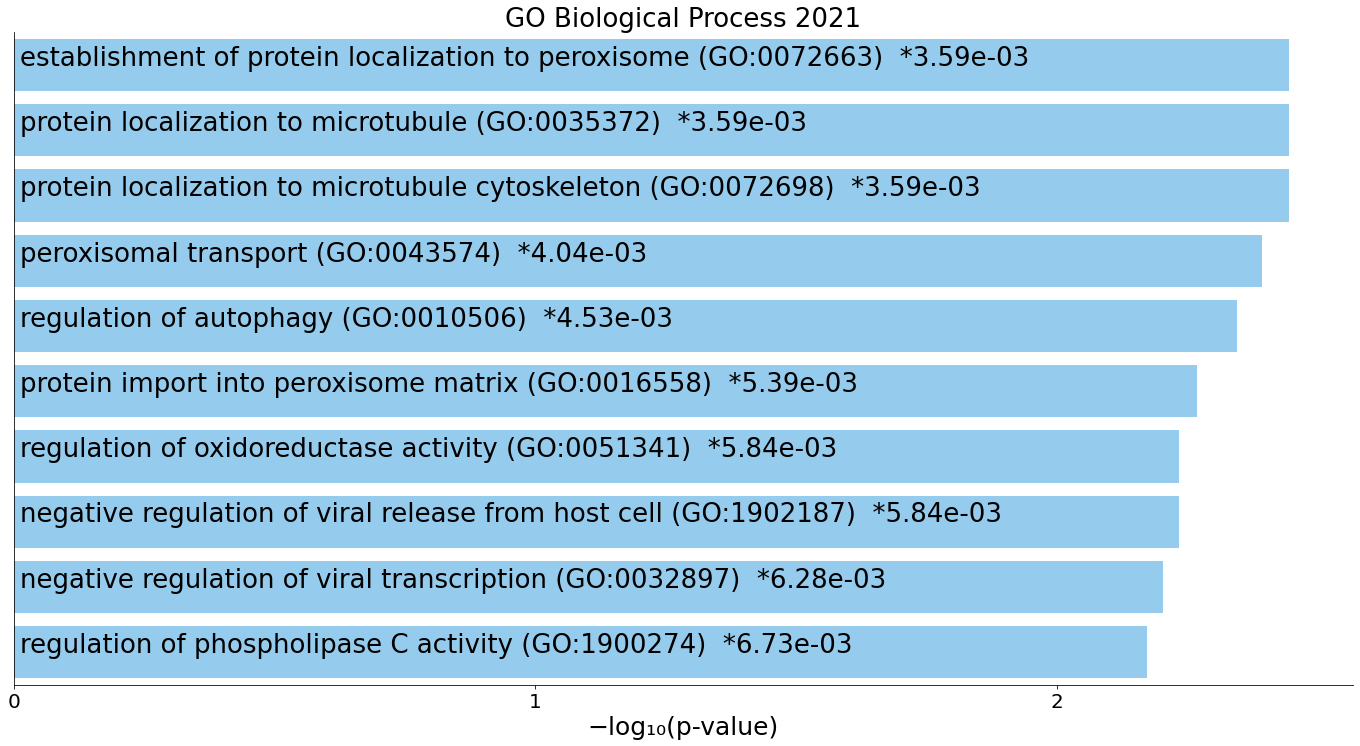 GO Biological Process 2021
establishment of protein localization to peroxisome (GO:0072663)  *3.59e-03
protein localization to microtubule (GO:0035372)  *3.59e-03
protein localization to microtubule cytoskeleton (GO:0072698)  *3.59e-03
peroxisomal transport (GO:0043574)  *4.04e-03
regulation of autophagy (GO:0010506)  *4.53e-03
protein import into peroxisome matrix (GO:0016558)  *5.39e-03
regulation of oxidoreductase activity (GO:0051341)  *5.84e-03
negative regulation of viral release from host cell (GO:1902187)  *5.84e-03
negative regulation of viral transcription (GO:0032897)  *6.28e-03
regulation of phospholipase C activity (GO:1900274)  *6.73e-03
0 1 2
−log₁₀(p-value)